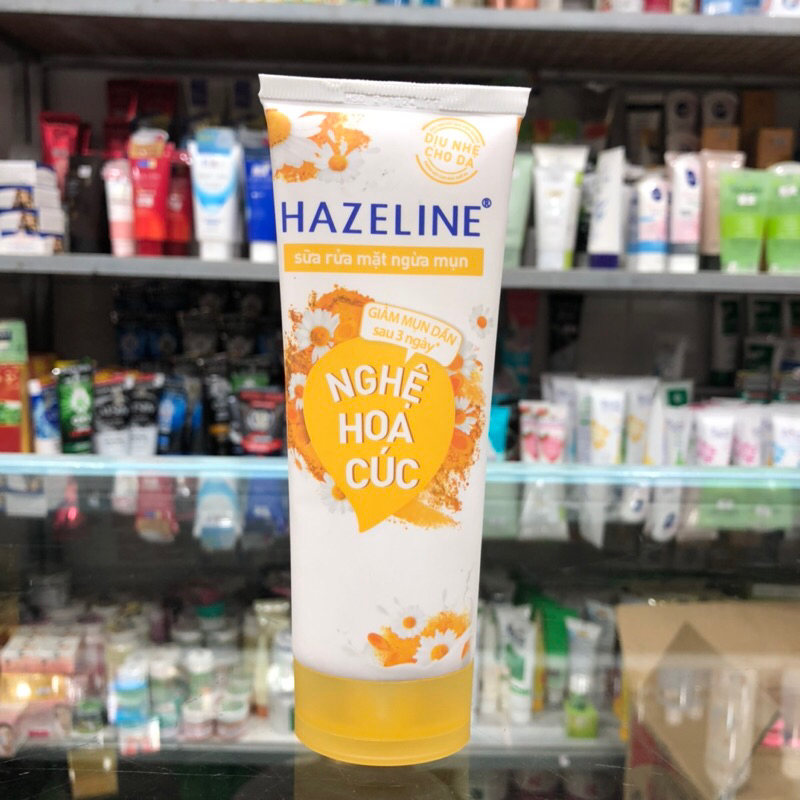 DỊU NHẸ
CHO DA
HAZELINE®
sữa rửa mặt ngừa mụn
GIẢM MỤN DẦN
sau 3 ngày*
NGHỆ
HOA
CÚC